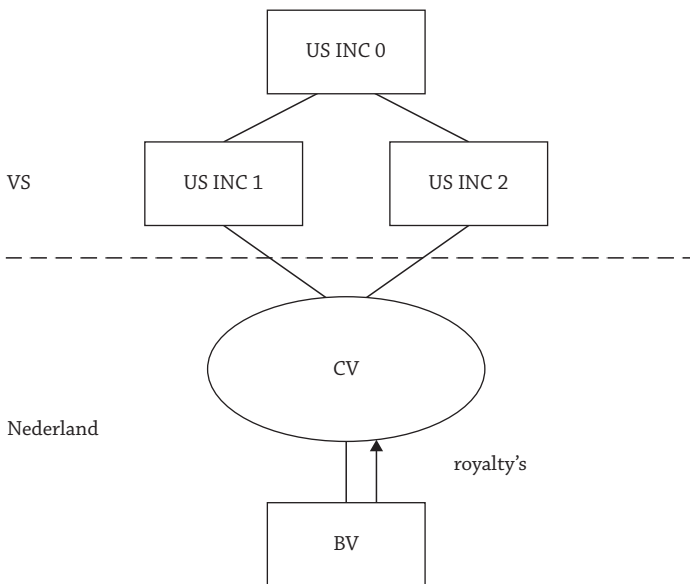 US INC 0
VS
US INC 1
US INC 2
CV
Nederland
royalty's
BV